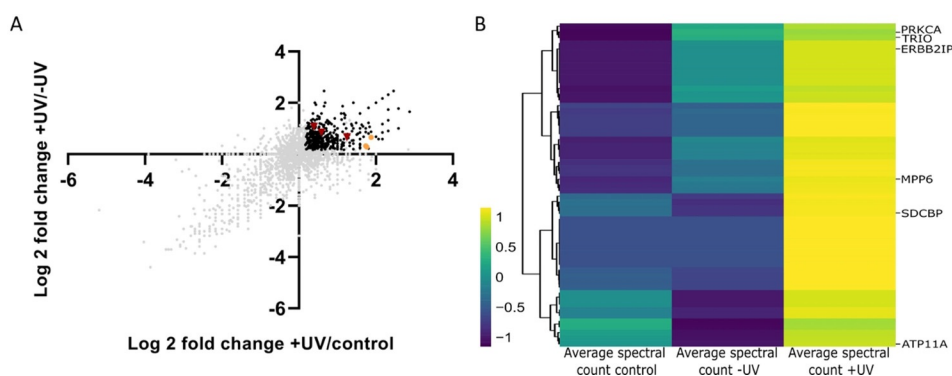 A
Log 2 fold change +UV/-UV
4
2
-6
-4
-2
2
4
-2
-4
-6
Log 2 fold change +UV/control
B
PRKCA
TRIO
ERBB2IP
MPP6
SDCBP
ATP11A
1
0.5
0
−0.5
−1
Average spectral
count control
Average spectral
count -UV
Average spectral
count +UV